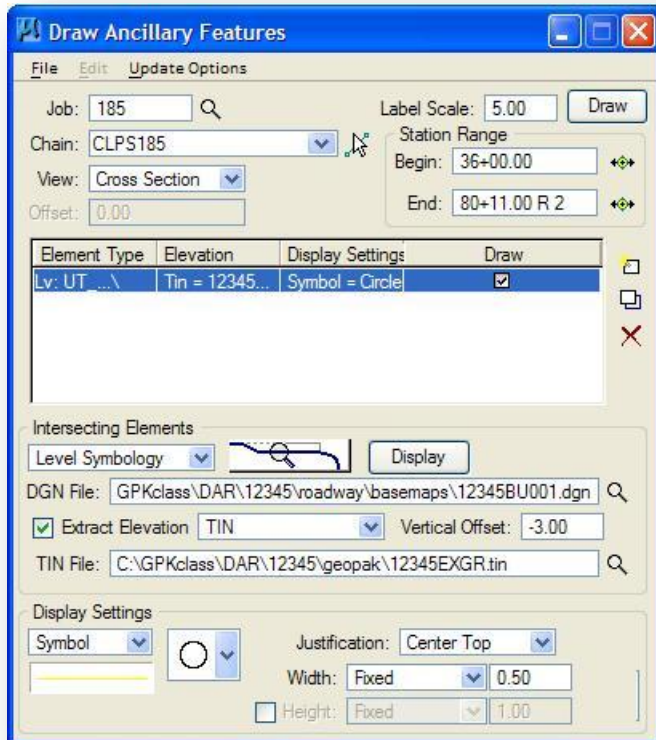 Draw Ancillary Features
File Edit Update Options
Job: 185 Label Scale: 5.00 Draw
Chain: CLPS185 Station Range
Begin: 36+00.00
View: Cross Section
End: 80+11.00 R 2
Offset: 0.00
Element Type Elevation Display Settings Draw
Lv: UT_...\ Tin = 12345... Symbol = Circle
Intersecting Elements
Level Symbology Display
DGN File: GPKclass\DAR\12345\roadway\basemaps\12345BU001.dgn
Extract Elevation TIN Vertical Offset: -3.00
TIN File: C:\GPKclass\DAR\12345\geopak\12345EXGR.tin
Display Settings
Symbol Justification: Center Top
Width: Fixed 0.50
Height: Fixed 1.00